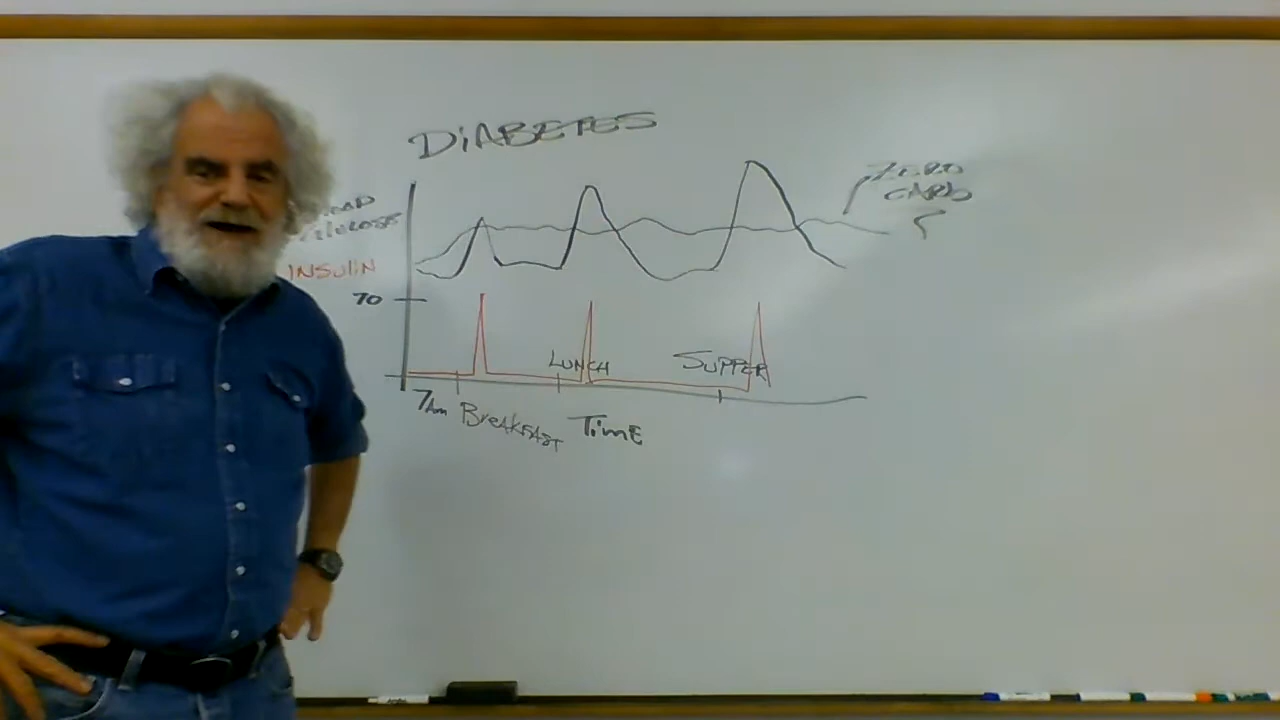 DiABETES
ZERO
CARB
?
INSULIN
70
LUNCH
SUPPER
7AM BREAKFAST TimE